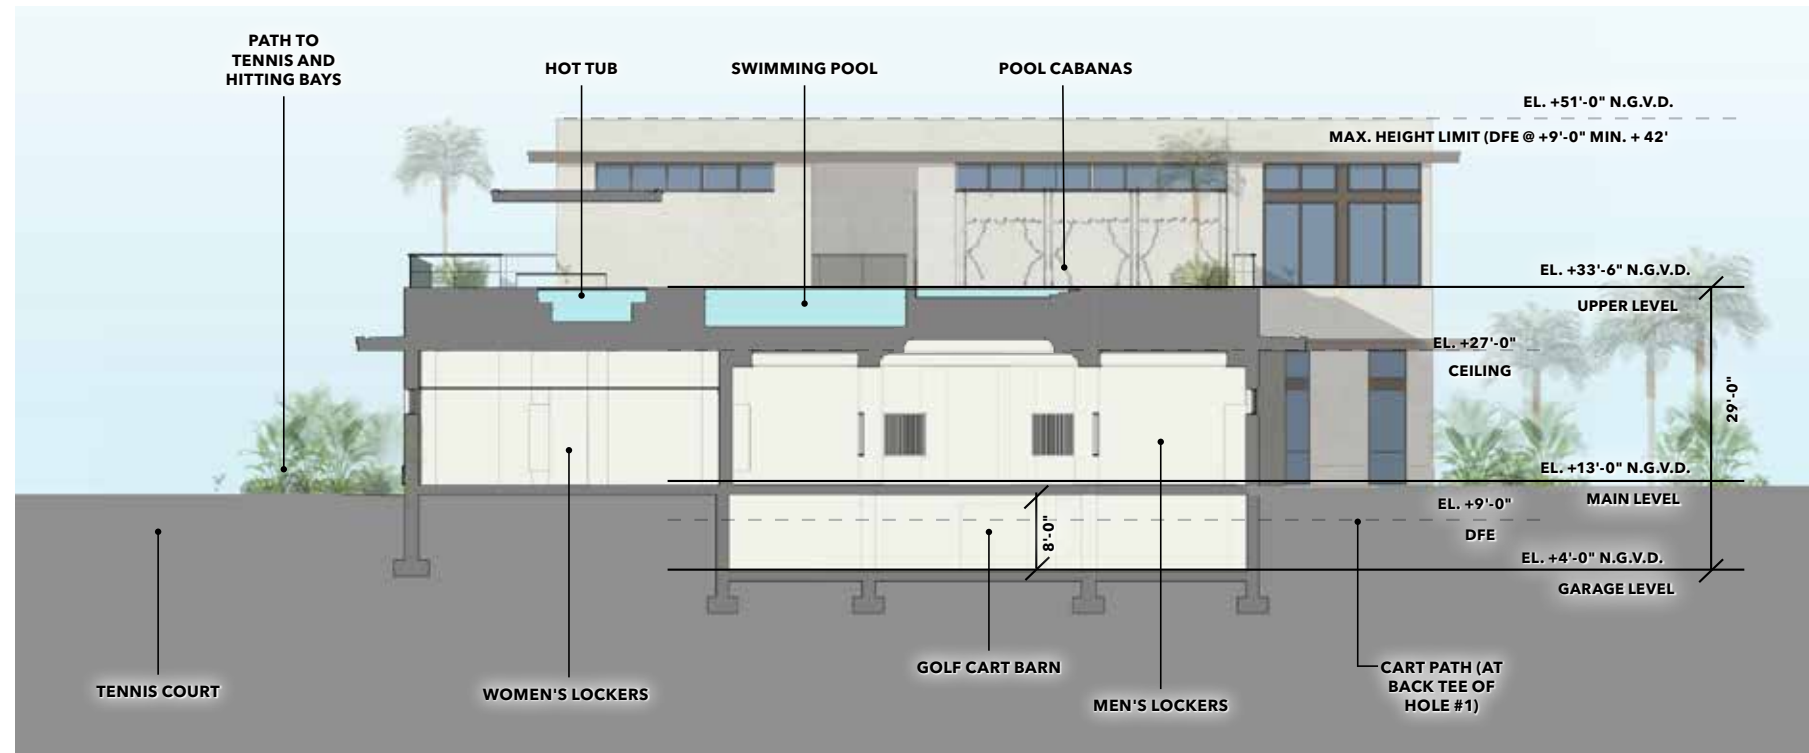 PATH TO
TENNIS AND
HITTING BAYS
HOT TUB
SWIMMING POOL
POOL CABANAS
EL. +51'-0" N.G.V.D.
MAX. HEIGHT LIMIT (DFE @ +9'-0" MIN. + 42'
EL. +33'-6" N.G.V.D.
UPPER LEVEL
EL. +27'-0"
CEILING
29'-0"
EL. +13'-0" N.G.V.D.
MAIN LEVEL
EL. +9'-0"
DFE
8'-0"
EL. +4'-0" N.G.V.D.
GARAGE LEVEL
TENNIS COURT
WOMEN'S LOCKERS
GOLF CART BARN
MEN'S LOCKERS
CART PATH (AT
BACK TEE OF
HOLE #1)